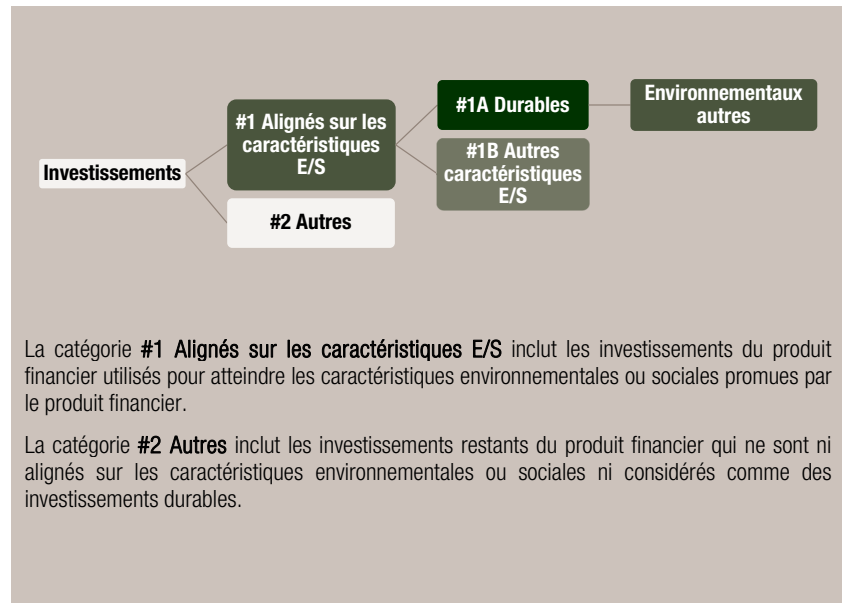 Investissements
#1 Alignés sur les
caractéristiques
E/S
#2 Autres
#1A Durables
#1B Autres
caractéristiques
E/S
Environnementaux
autres
La catégorie #1 Alignés sur les caractéristiques E/S inclut les investissements du produit
financier utilisés pour atteindre les caractéristiques environnementales ou sociales promues par
le produit financier.
La catégorie #2 Autres inclut les investissements restants du produit financier qui ne sont ni
alignés sur les caractéristiques environnementales ou sociales ni considérés comme des
investissements durables.